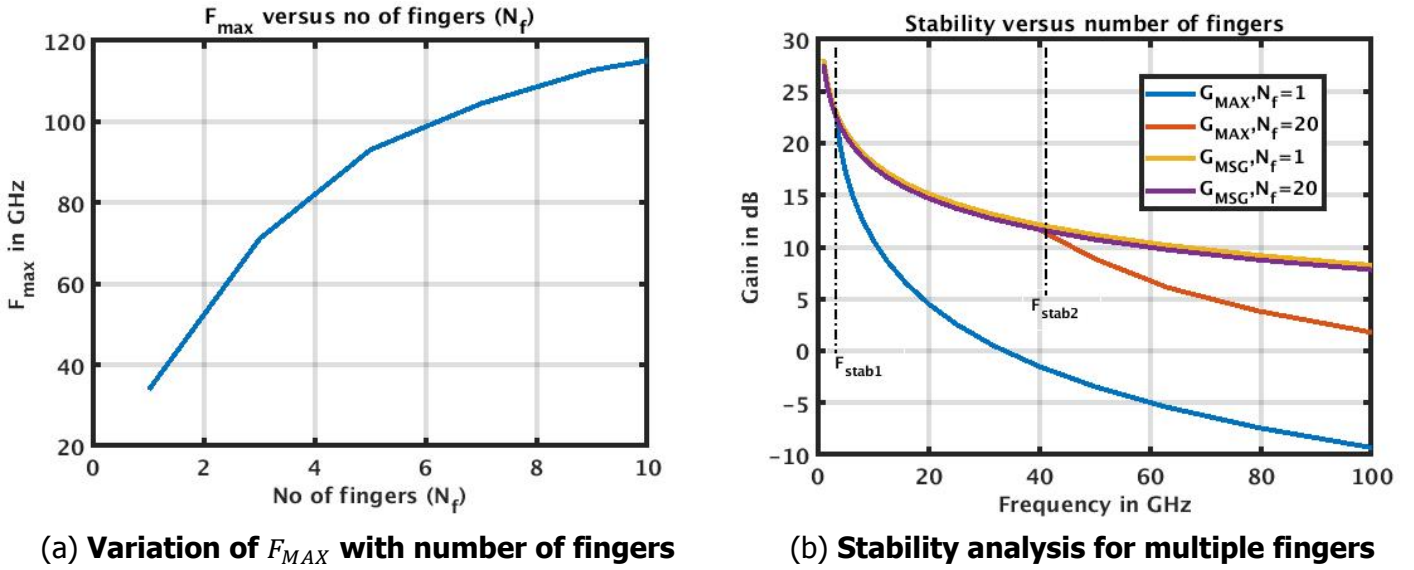 F_max versus no of fingers (N_f)
120
100
80
60
40
20
0
2
4
6
8
10
F_max in GHz
No of fingers (N_f)
(a) Variation of F_MAX with number of fingers
Stability versus number of fingers
30
25
20
15
10
5
0
−5
−10
0
20
40
60
80
100
Gain in dB
Frequency in GHz
G_MAX,N_f=1
G_MAX,N_f=20
G_MSG,N_f=1
G_MSG,N_f=20
F_stab2
F_stab1
(b) Stability analysis for multiple fingers